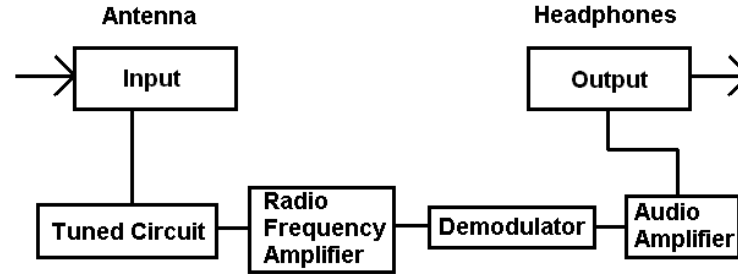 Antenna
Headphones
Input
Output
Tuned Circuit
Radio
Frequency
Amplifier
Demodulator
Audio
Amplifier